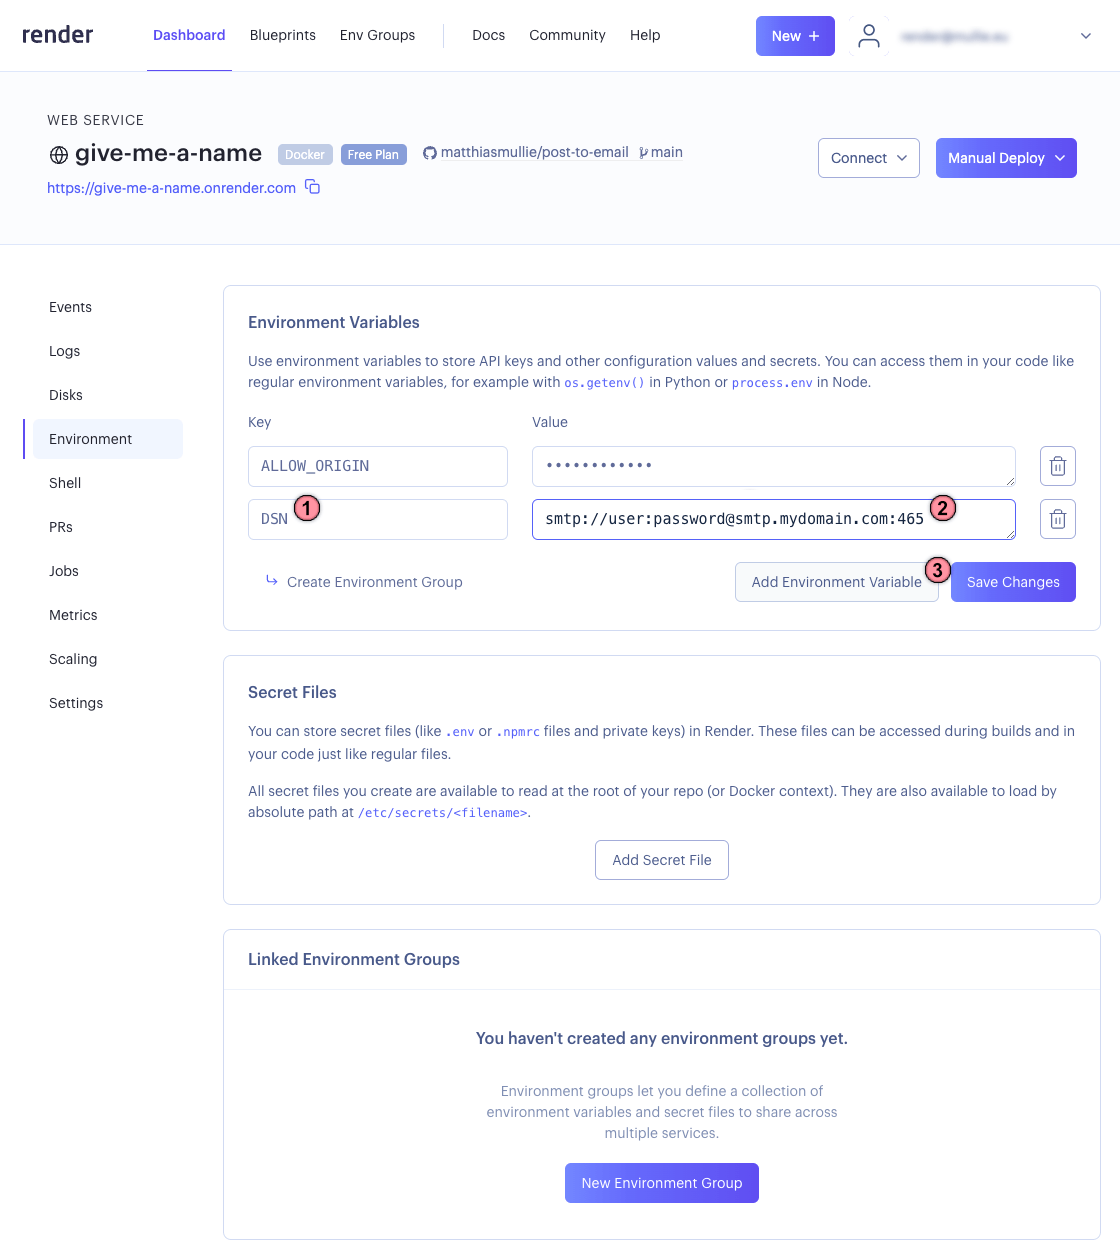 render
Dashboard Blueprints Env Groups Docs Community Help New +
WEB SERVICE
give-me-a-name Docker Free Plan matthiasmullie/post-to-email main
Connect Manual Deploy
https://give-me-a-name.onrender.com
Events
Logs
Disks
Environment
Shell
PRs
Jobs
Metrics
Scaling
Settings
Environment Variables
Use environment variables to store API keys and other configuration values and secrets. You can access them in your code like
regular environment variables, for example with os.getenv() in Python or process.env in Node.
Key Value
ALLOW_ORIGIN ••••••••••••
DSN 1 smtp://user:password@smtp.mydomain.com:465 2
Create Environment Group Add Environment Variable 3 Save Changes
Secret Files
You can store secret files (like .env or .npmrc files and private keys) in Render. These files can be accessed during builds and in
your code just like regular files.
All secret files you create are available to read at the root of your repo (or Docker context). They are also available to load by
absolute path at /etc/secrets/<filename>.
Add Secret File
Linked Environment Groups
You haven't created any environment groups yet.
Environment groups let you define a collection of
environment variables and secret files to share across
multiple services.
New Environment Group